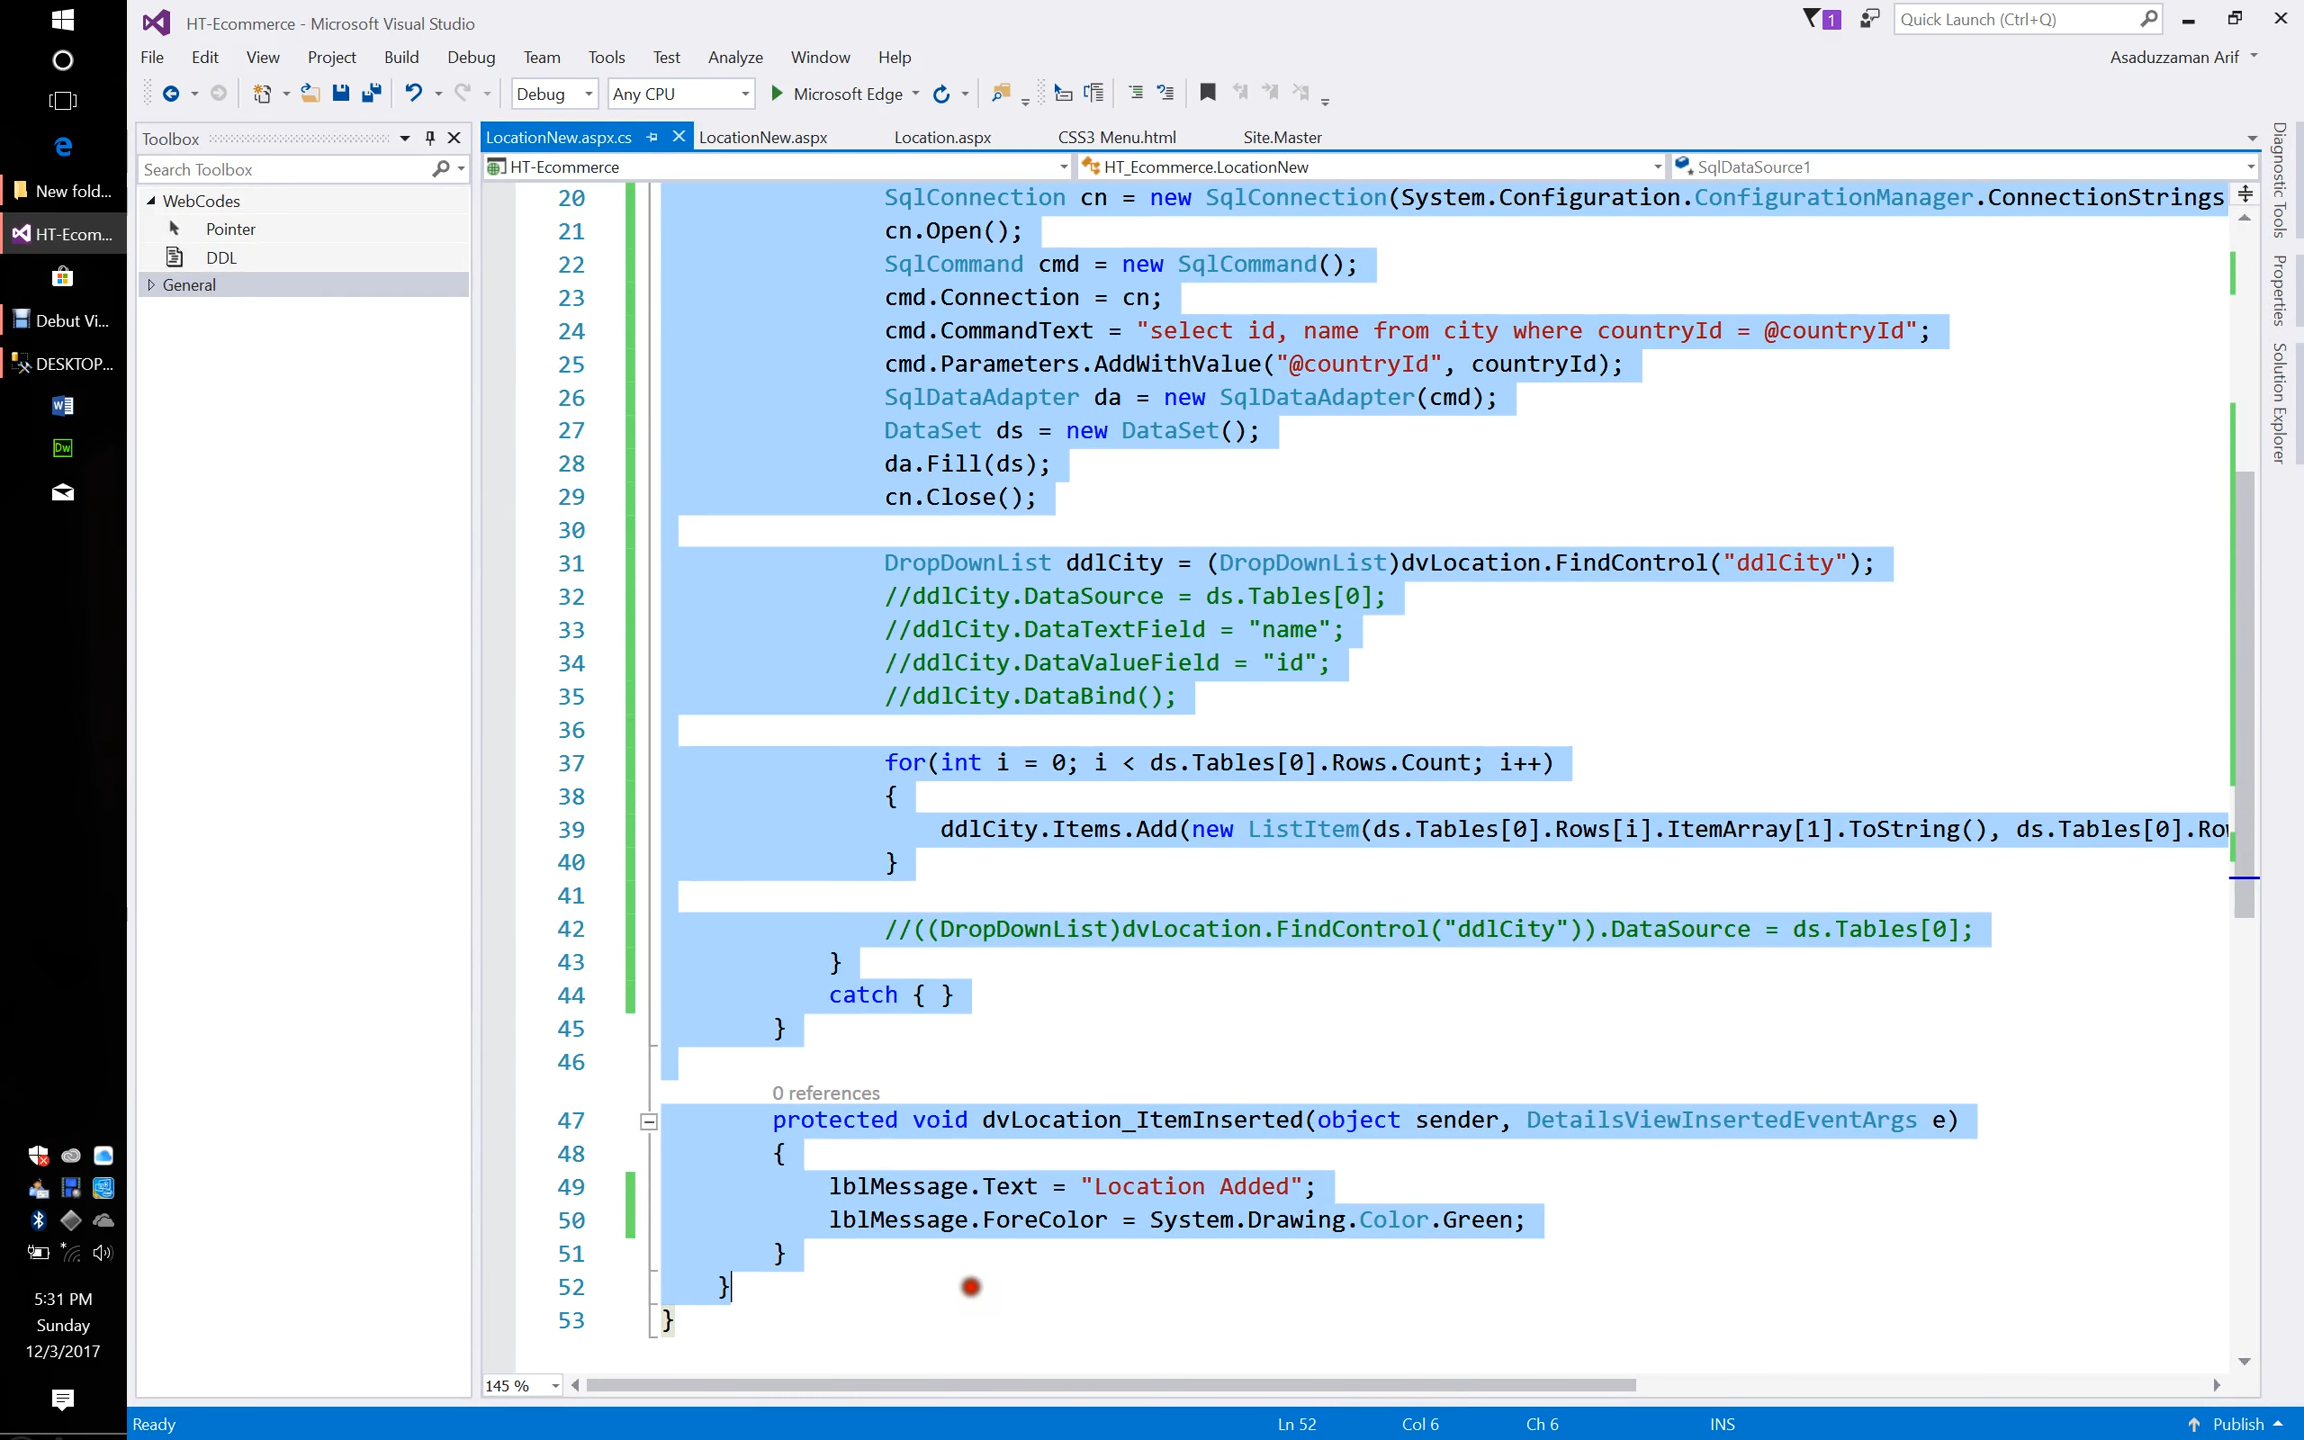 HT-Ecommerce - Microsoft Visual Studio
1
Quick Launch (Ctrl+Q)
File Edit View Project Build Debug Team Tools Test Analyze Window Help
Asaduzzaman Arif
Debug
Any CPU
Microsoft Edge
Toolbox
LocationNew.aspx.cs
LocationNew.aspx
Location.aspx
CSS3 Menu.html
Site.Master
Search Toolbox
HT-Ecommerce
HT_Ecommerce.LocationNew
SqlDataSource1
WebCodes
Pointer
DDL
General
New fold...
HT-Ecom...
Debut Vi...
DESKTOP...
Dw
20 SqlConnection cn = new SqlConnection(System.Configuration.ConfigurationManager.ConnectionStrings
21 cn.Open();
22 SqlCommand cmd = new SqlCommand();
23 cmd.Connection = cn;
24 cmd.CommandText = "select id, name from city where countryId = @countryId";
25 cmd.Parameters.AddWithValue("@countryId", countryId);
26 SqlDataAdapter da = new SqlDataAdapter(cmd);
27 DataSet ds = new DataSet();
28 da.Fill(ds);
29 cn.Close();
30
31 DropDownList ddlCity = (DropDownList)dvLocation.FindControl("ddlCity");
32 //ddlCity.DataSource = ds.Tables[0];
33 //ddlCity.DataTextField = "name";
34 //ddlCity.DataValueField = "id";
35 //ddlCity.DataBind();
36
37 for(int i = 0; i < ds.Tables[0].Rows.Count; i++)
38 {
39 ddlCity.Items.Add(new ListItem(ds.Tables[0].Rows[i].ItemArray[1].ToString(), ds.Tables[0].Ro
40 }
41
42 //((DropDownList)dvLocation.FindControl("ddlCity")).DataSource = ds.Tables[0];
43 }
44 catch { }
45 }
46
0 references
47 protected void dvLocation_ItemInserted(object sender, DetailsViewInsertedEventArgs e)
48 {
49 lblMessage.Text = "Location Added";
50 lblMessage.ForeColor = System.Drawing.Color.Green;
51 }
52 }
53 }
Diagnostic Tools
Properties
Solution Explorer
5:31 PM
Sunday
12/3/2017
145 %
Ready
Ln 52
Col 6
Ch 6
INS
Publish